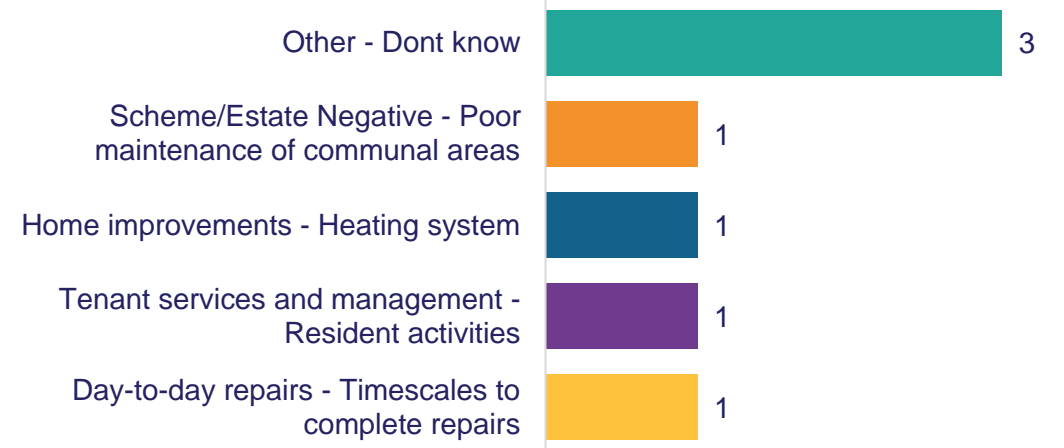 Other - Dont know
3
Scheme/Estate Negative - Poor
maintenance of communal areas
1
Home improvements - Heating system
1
Tenant services and management -
Resident activities
1
Day-to-day repairs - Timescales to
complete repairs
1